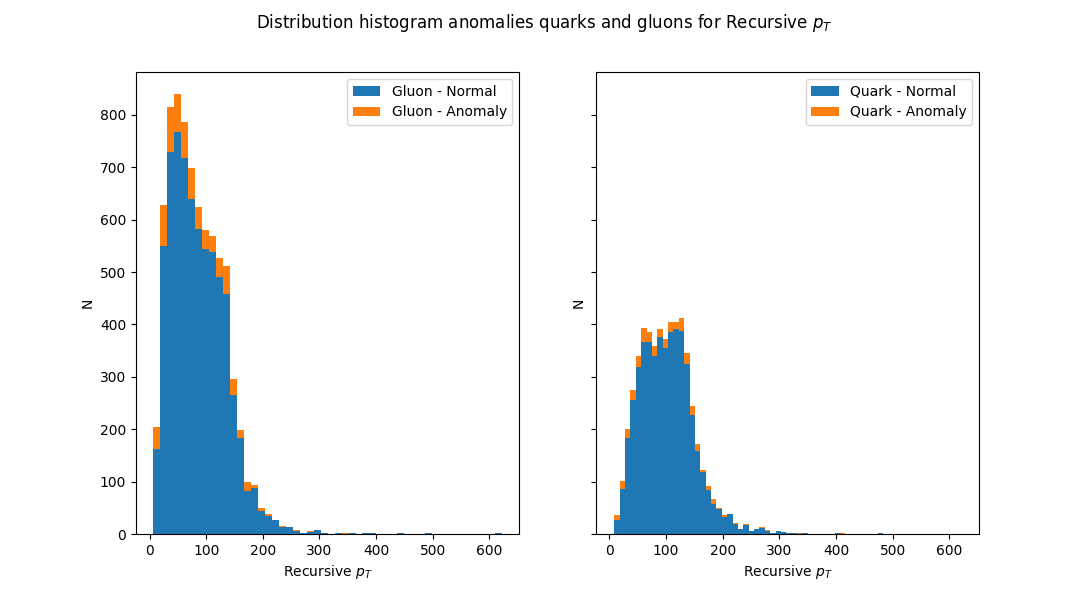 Distribution histogram anomalies quarks and gluons for Recursive $p_T$
Gluon - Normal
Gluon - Anomaly
800
700
600
500
400
300
200
100
0
N
0 100 200 300 400 500 600
Recursive $p_T$
Quark - Normal
Quark - Anomaly
N
0 100 200 300 400 500 600
Recursive $p_T$